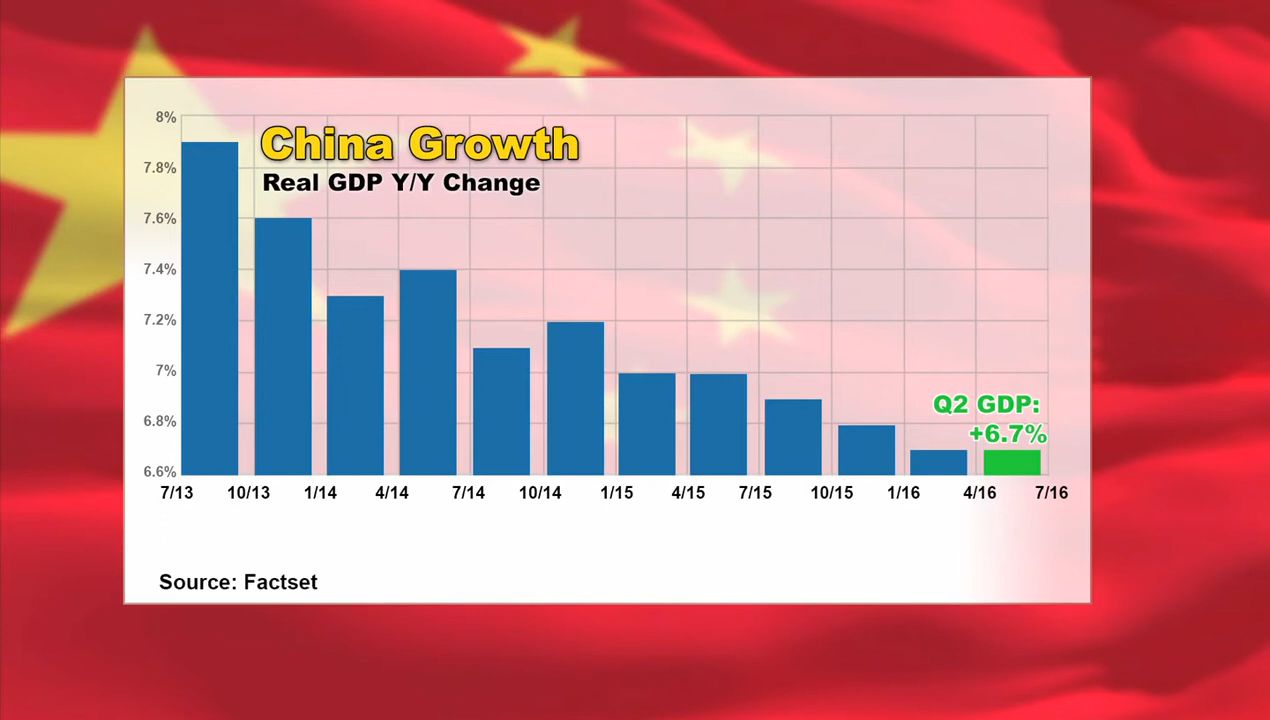 China Growth
Real GDP Y/Y Change
8%
7.8%
7.6%
7.4%
7.2%
7%
6.8%
6.6%
Q2 GDP:
+6.7%
7/13 10/13 1/14 4/14 7/14 10/14 1/15 4/15 7/15 10/15 1/16 4/16 7/16
Source: Factset